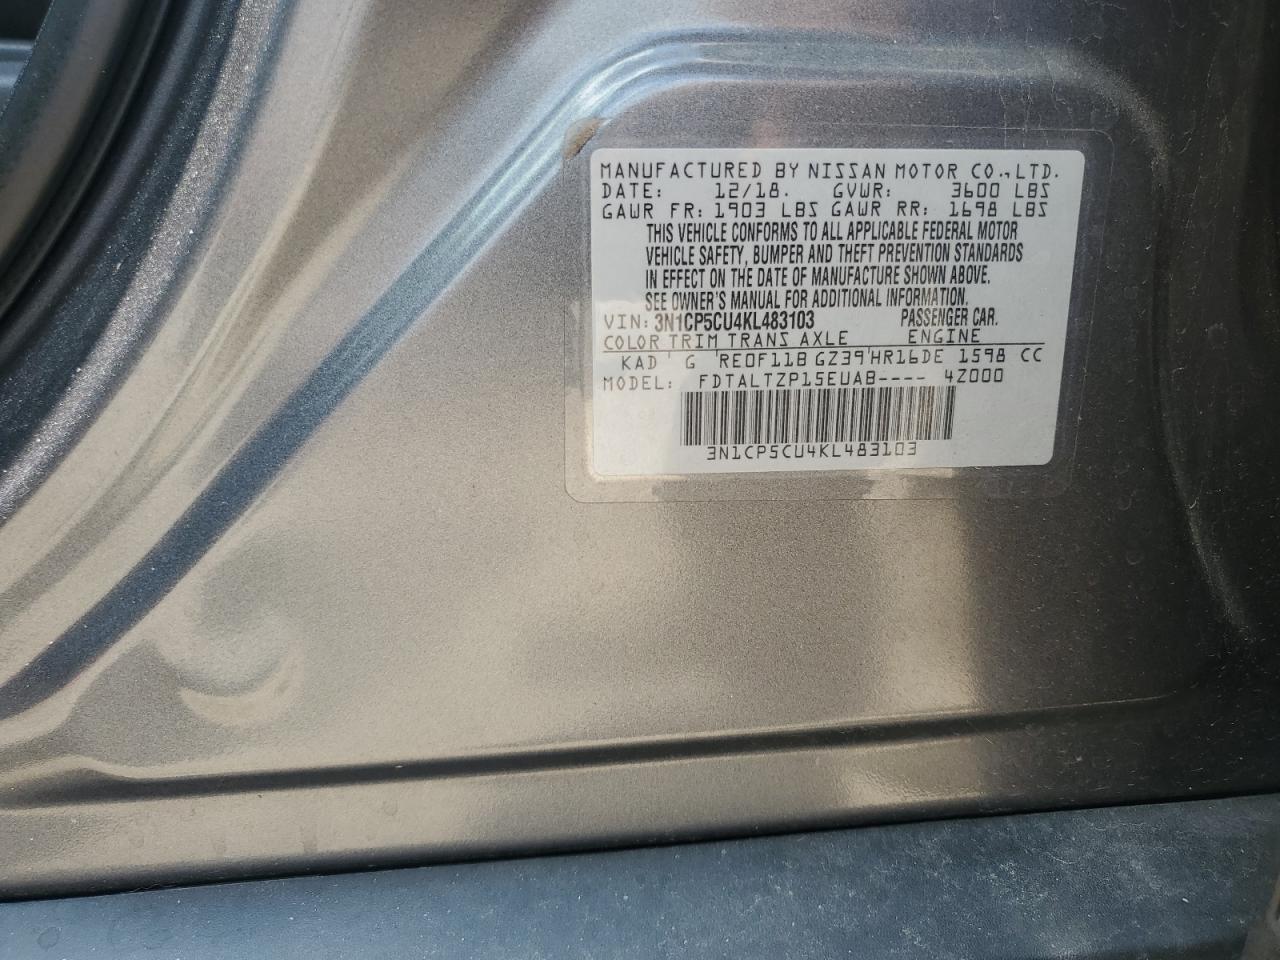 MANUFACTURED BY NISSAN MOTOR CO.,LTD.
DATE: 12/18. GVWR: 3600 LBS
GAWR FR: 1903 LBS GAWR RR: 1698 LBS
THIS VEHICLE CONFORMS TO ALL APPLICABLE FEDERAL MOTOR
VEHICLE SAFETY, BUMPER AND THEFT PREVENTION STANDARDS
IN EFFECT ON THE DATE OF MANUFACTURE SHOWN ABOVE.
SEE OWNER'S MANUAL FOR ADDITIONAL INFORMATION.
VIN: 3N1CP5CU4KL483103 PASSENGER CAR.
COLOR TRIM TRANS AXLE ENGINE
KAD ' G 'RE0F11B GZ39'HR16DE 1598 CC
MODEL: FDTALTZP15EUAB---- 4Z000
3N1CP5CU4KL483103